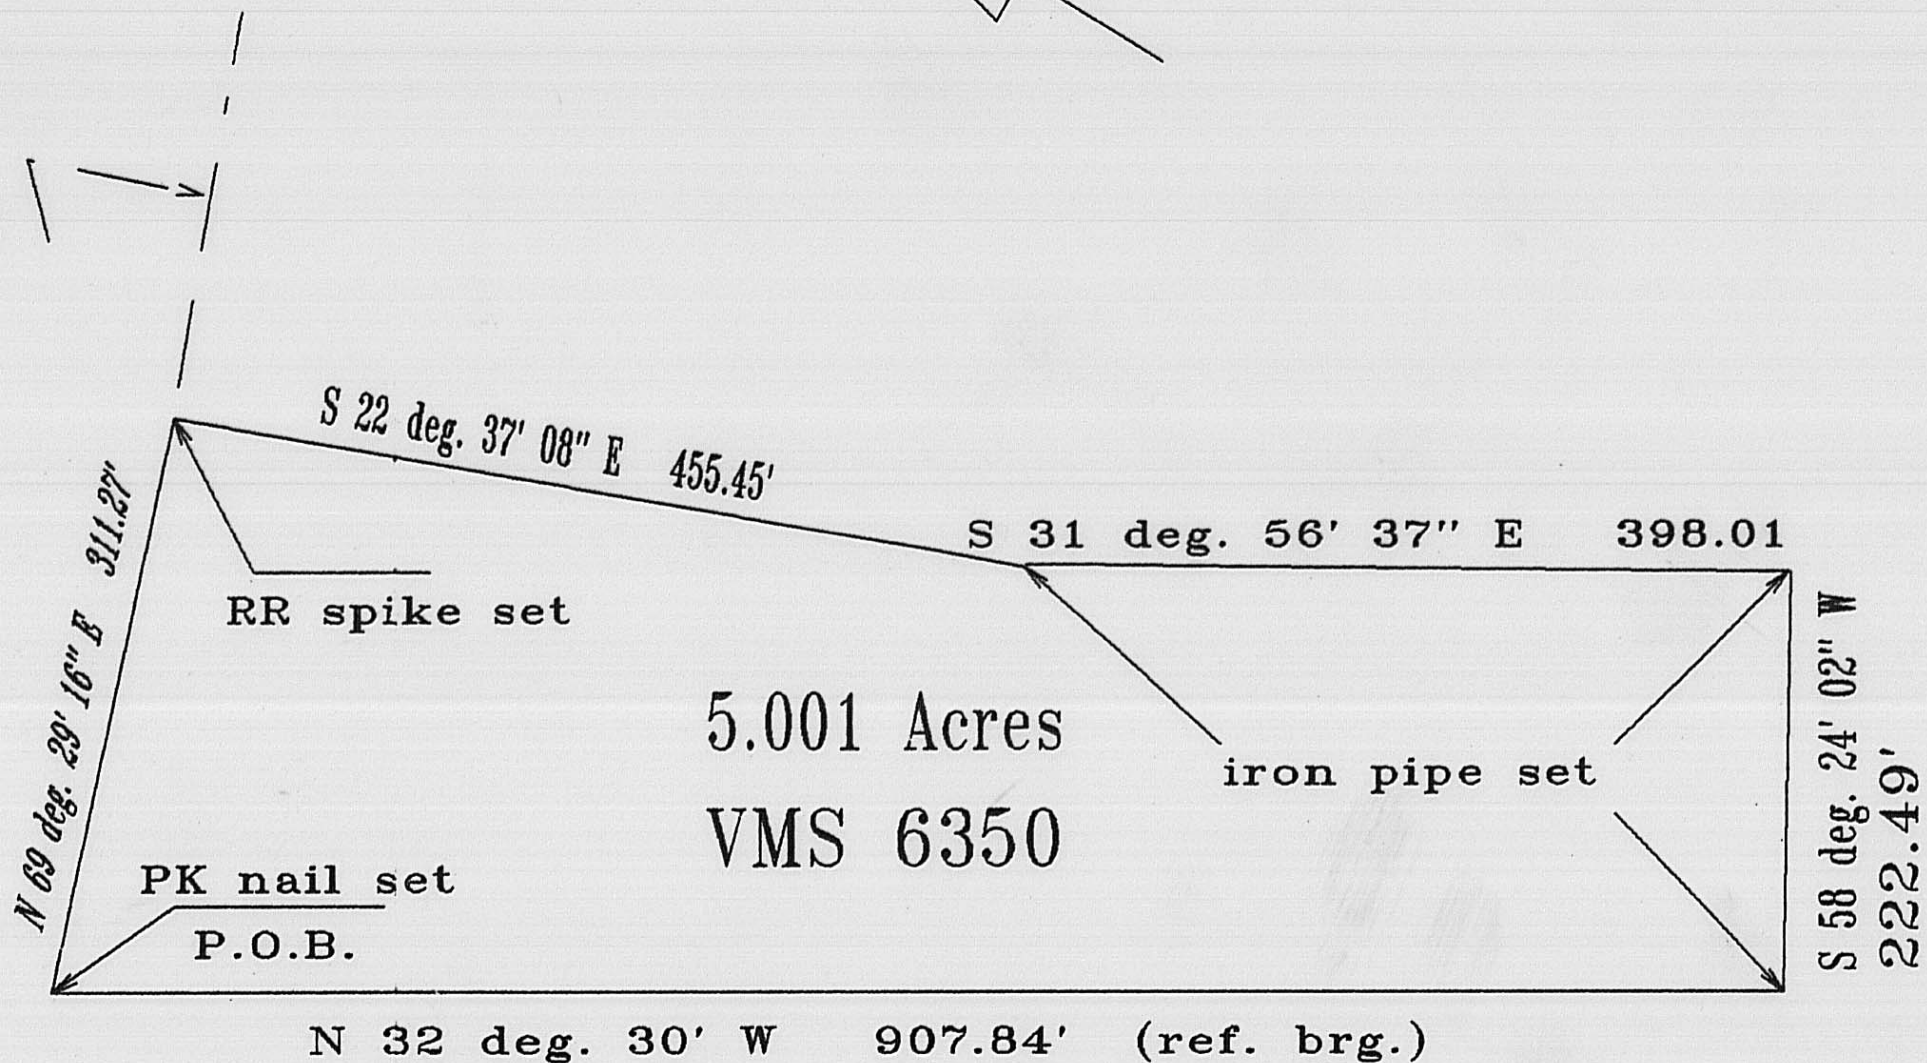 S 22 deg. 37' 08" E 455.45'
S 31 deg. 56' 37" E 398.01
N 69 deg. 29' 16" E 311.27'
RR spike set
5.001 Acres
VMS 6350
iron pipe set
S 58 deg. 24' 02" W
222.49'
PK nail set
P.O.B.
N 32 deg. 30' W 907.84' (ref. brg.)